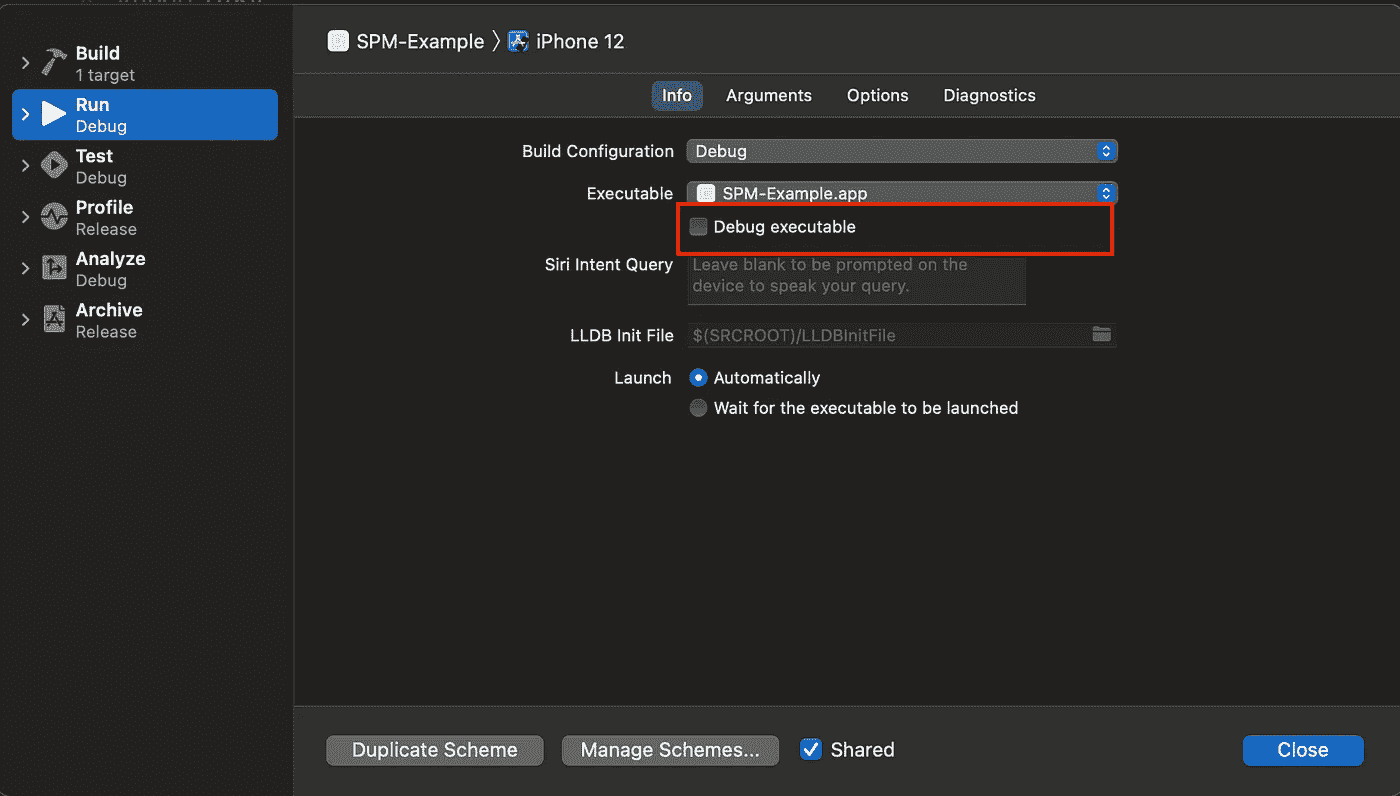 SPM-Example 〉 iPhone 12
Build
1 target
Run
Debug
Test
Debug
Profile
Release
Analyze
Debug
Archive
Release
Info Arguments Options Diagnostics
Build Configuration Debug
Executable SPM-Example.app
Debug executable
Siri Intent Query Leave blank to be prompted on the
device to speak your query.
LLDB Init File $(SRCROOT)/LLDBInitFile
Launch Automatically
Wait for the executable to be launched
Duplicate Scheme Manage Schemes... Shared Close